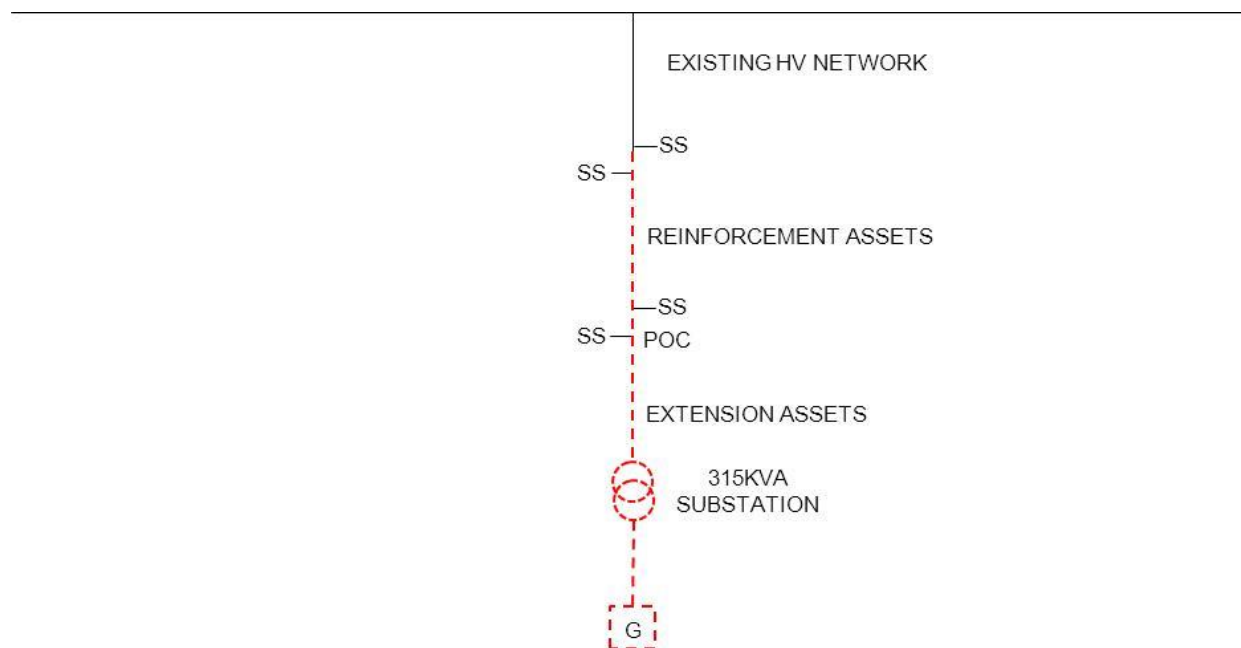 EXISTING HV NETWORK
SS
SS
REINFORCEMENT ASSETS
SS
SS
POC
EXTENSION ASSETS
315KVA
SUBSTATION
G